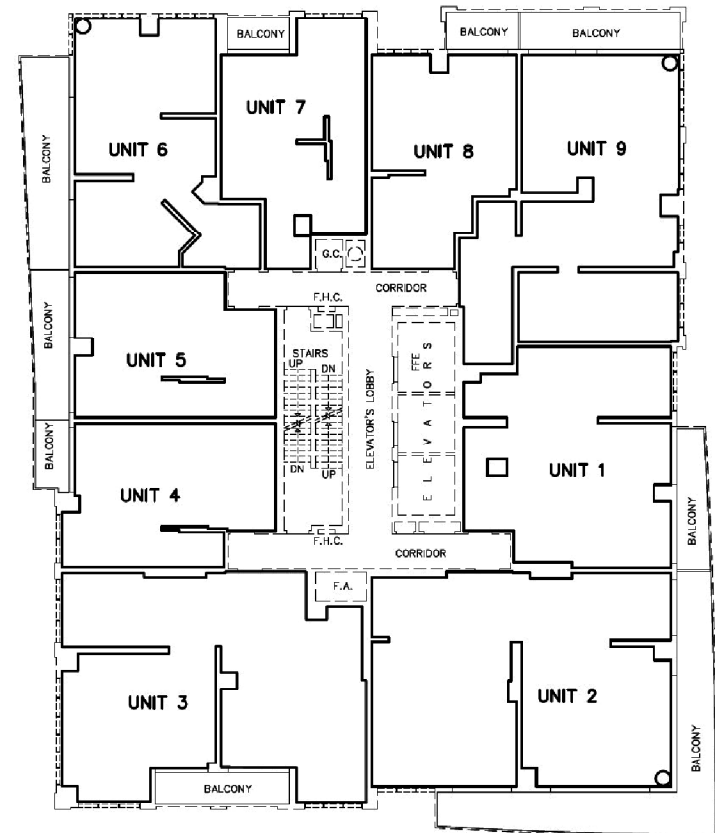 BALCONY
BALCONY
BALCONY
UNIT 7
UNIT 6
UNIT 8
UNIT 9
BALCONY
G.C.
CORRIDOR
F.H.C.
BALCONY
STAIRS
UP
DN
UNIT 5
FFE
ELEVATORS
ELEVATOR'S LOBBY
BALCONY
UNIT 4
DN
UP
UNIT 1
BALCONY
F.H.C.
CORRIDOR
F.A.
UNIT 3
UNIT 2
BALCONY
BALCONY